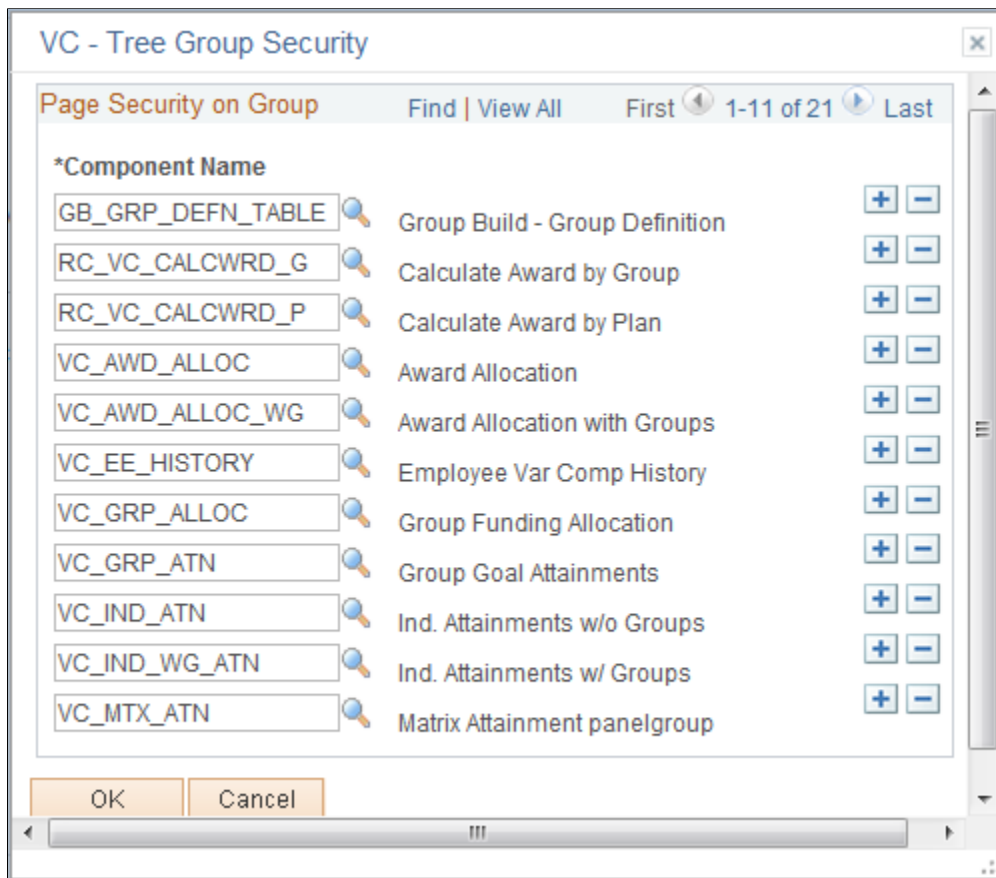 VC - Tree Group Security
Page Security on Group Find | View All First 1-11 of 21 Last
*Component Name
GB_GRP_DEFN_TABLE Group Build - Group Definition
RC_VC_CALCWRD_G Calculate Award by Group
RC_VC_CALCWRD_P Calculate Award by Plan
VC_AWD_ALLOC Award Allocation
VC_AWD_ALLOC_WG Award Allocation with Groups
VC_EE_HISTORY Employee Var Comp History
VC_GRP_ALLOC Group Funding Allocation
VC_GRP_ATN Group Goal Attainments
VC_IND_ATN Ind. Attainments w/o Groups
VC_IND_WG_ATN Ind. Attainments w/ Groups
VC_MTX_ATN Matrix Attainment panelgroup
OK Cancel